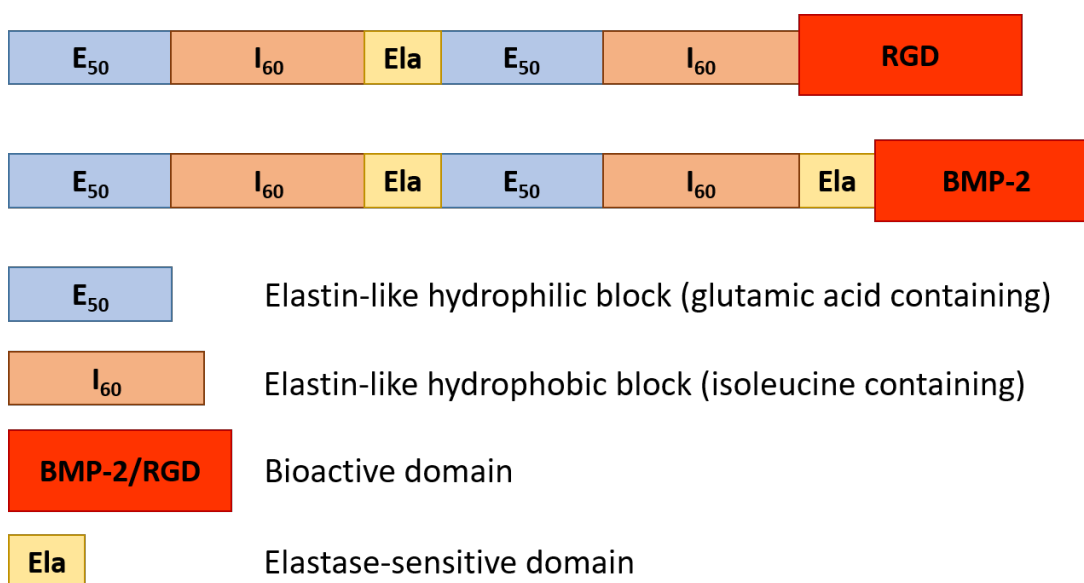 E₅₀ I₆₀ Ela E₅₀ I₆₀ RGD
E₅₀ I₆₀ Ela E₅₀ I₆₀ Ela BMP-2
E₅₀ Elastin-like hydrophilic block (glutamic acid containing)
I₆₀ Elastin-like hydrophobic block (isoleucine containing)
BMP-2/RGD Bioactive domain
Ela Elastase-sensitive domain